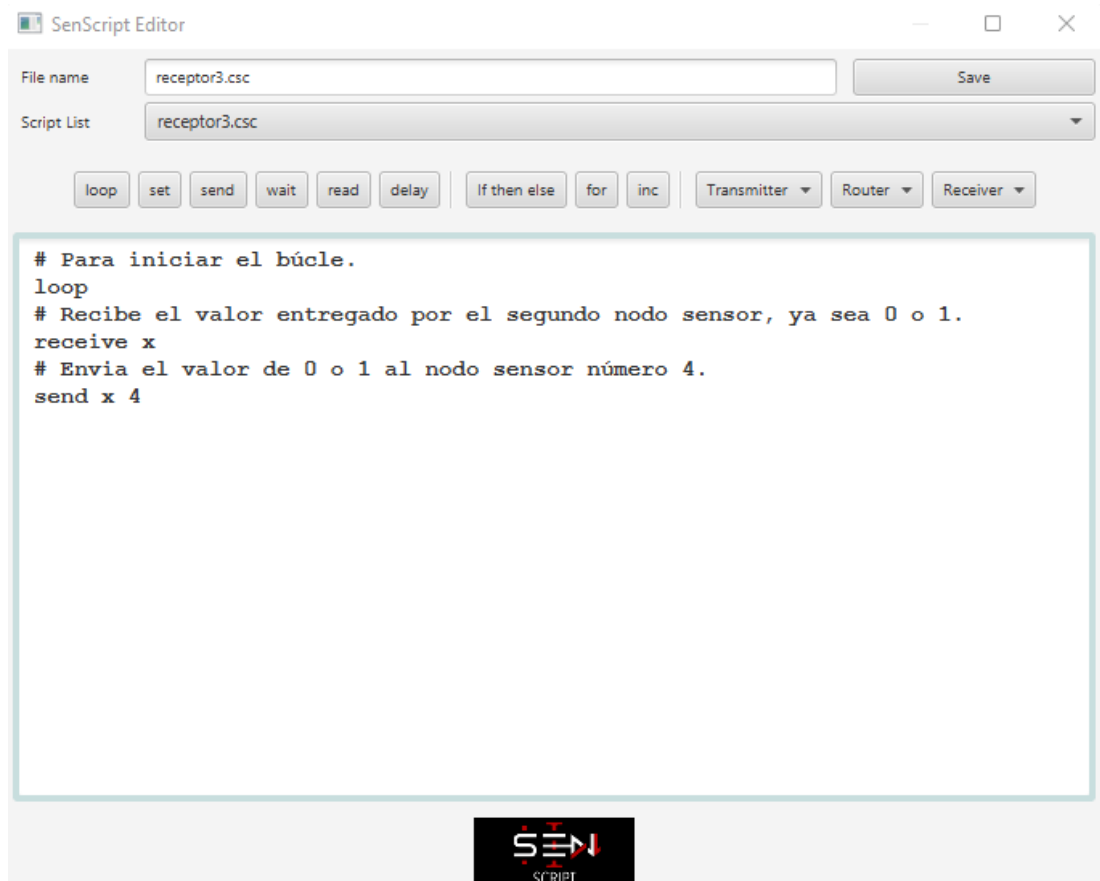 SenScript Editor
File name receptor3.csc Save
Script List receptor3.csc
loop set send wait read delay If then else for inc Transmitter Router Receiver
# Para iniciar el búcle.
loop
# Recibe el valor entregado por el segundo nodo sensor, ya sea 0 o 1.
receive x
# Envia el valor de 0 o 1 al nodo sensor número 4.
send x 4
SEN
SCRIPT